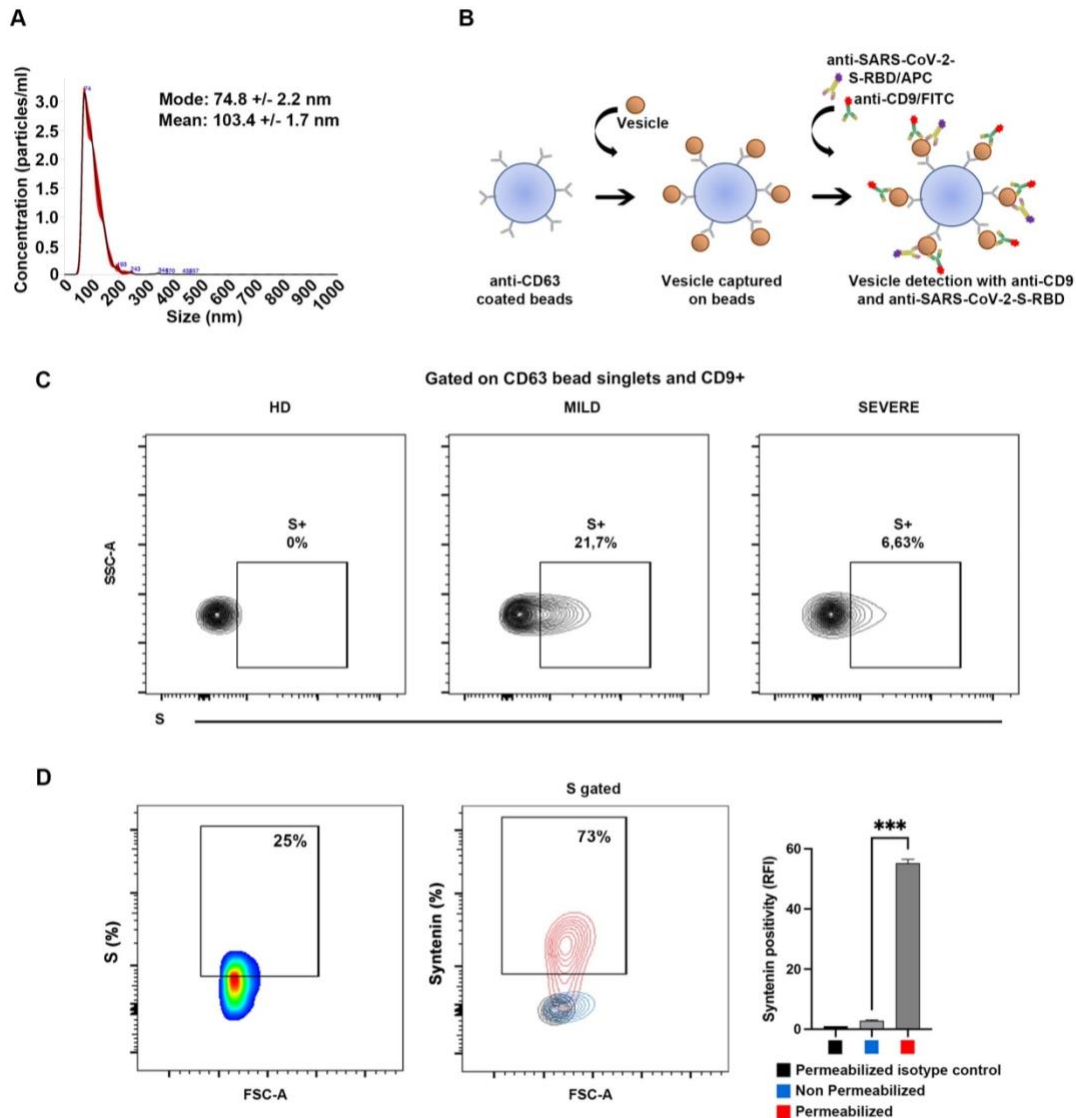 A
Concentration (particles/ml)
3.0
2.0
1.5
1.0
0.5
0
74
Mode: 74.8 +/- 2.2 nm
Mean: 103.4 +/- 1.7 nm
0
100
200
300
400
500
600
700
800
900
1000
Size (nm)
B
Vesicle
anti-SARS-CoV-2-
S-RBD/APC
anti-CD9/FITC
anti-CD63
coated beads
Vesicle captured
on beads
Vesicle detection with anti-CD9
and anti-SARS-CoV-2-S-RBD
C
Gated on CD63 bead singlets and CD9+
HD
MILD
SEVERE
SSC-A
S+
0%
S+
21,7%
S+
6,63%
S
D
S (%)
25%
FSC-A
S gated
Syntenin (%)
73%
FSC-A
Syntenin positivity (RFI)
60
40
20
0
***
Permeabilized isotype control
Non Permeabilized
Permeabilized